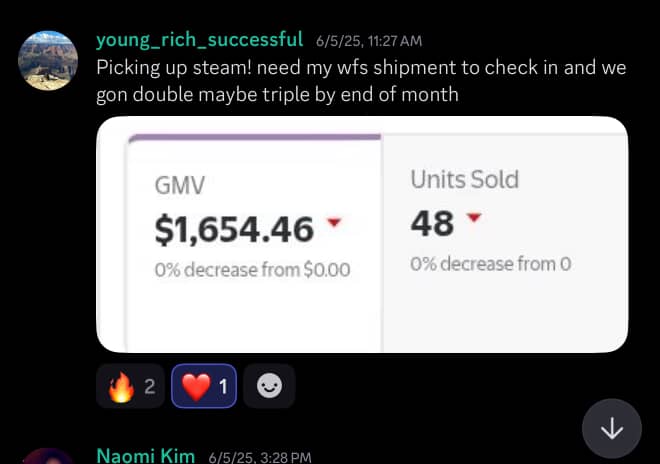 young_rich_successful 6/5/25, 11:27 AM
Picking up steam! need my wfs shipment to check in and we
gon double maybe triple by end of month
GMV
$1,654.46
0% decrease from $0.00
Units Sold
48
0% decrease from 0
🔥 2 ❤️ 1
Naomi Kim 6/5/25, 3:28 PM